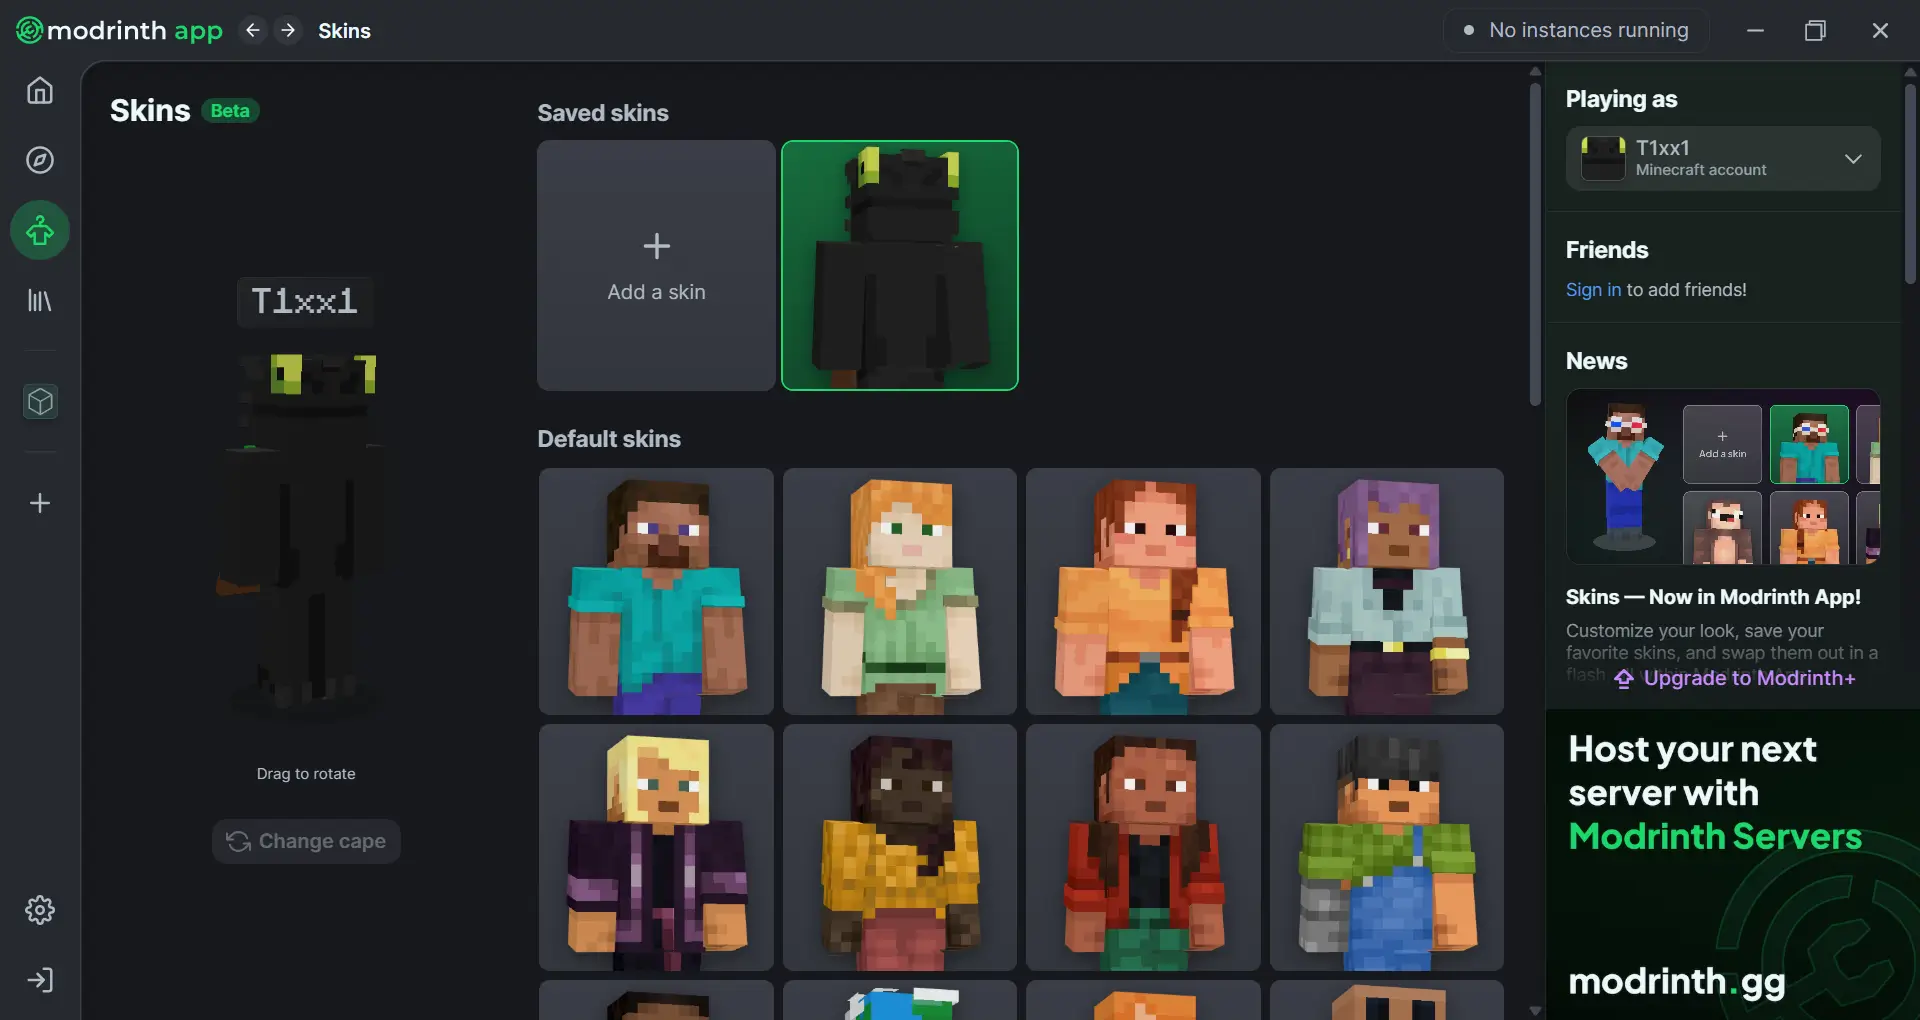 modrinth app
Skins
No instances running
Skins
Beta
T1xx1
Drag to rotate
Change cape
Saved skins
Add a skin
Default skins
Playing as
T1xx1
Minecraft account
Friends
Sign in to add friends!
News
Add a skin
Skins — Now in Modrinth App!
Customize your look, save your
favorite skins, and swap them out in a
flash
Upgrade to Modrinth+
Host your next
server with
Modrinth Servers
modrinth.gg